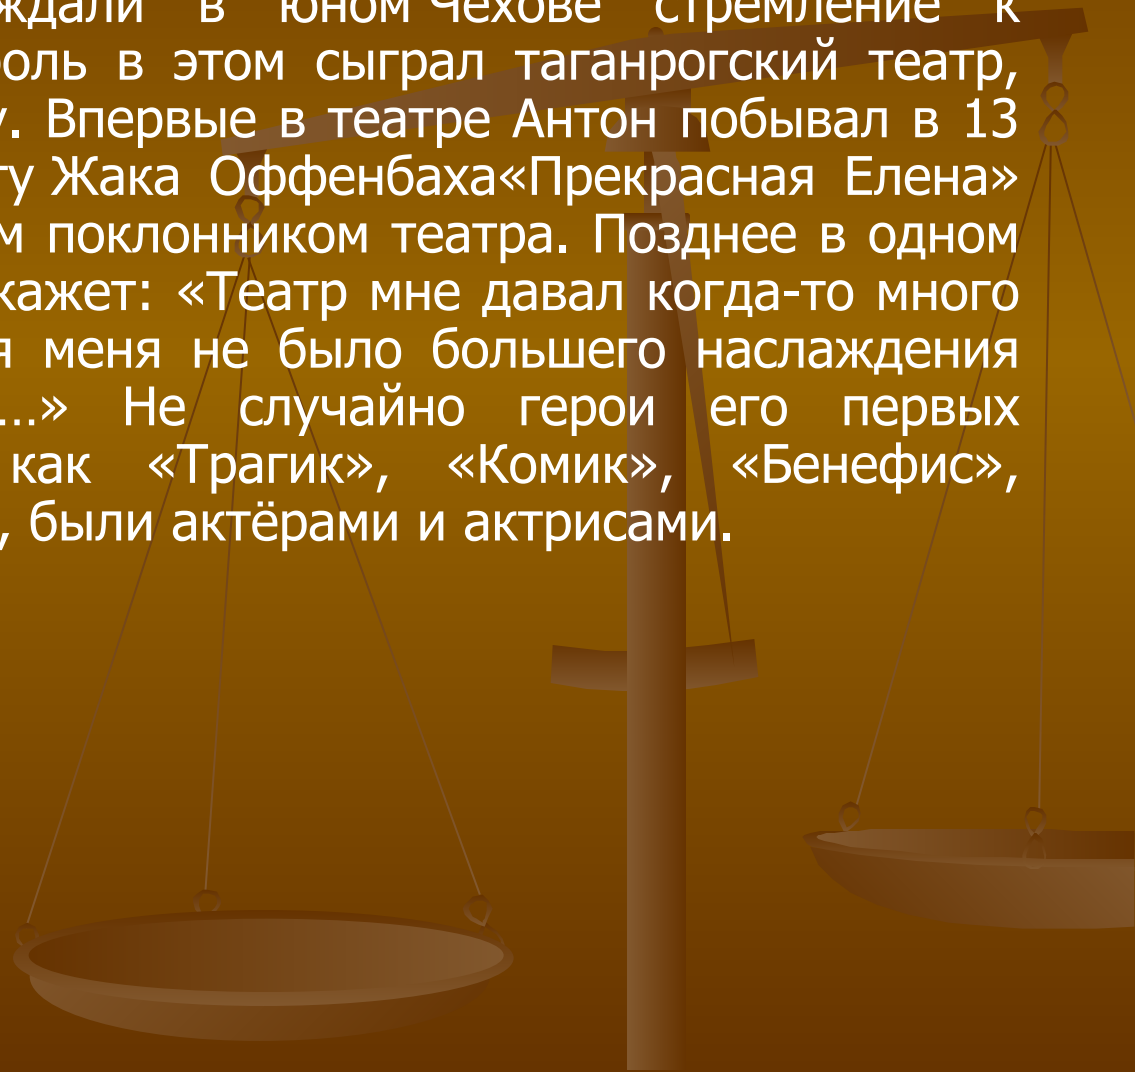 ждали в юном Чехове стремление к
оль в этом сыграл таганрогский театр,
у. Впервые в театре Антон побывал в 13
ту Жака Оффенбаха«Прекрасная Елена»
м поклонником театра. Позднее в одном
кажет: «Театр мне давал когда-то много
я меня не было большего наслаждения
...» Не случайно герои его первых
как «Трагик», «Комик», «Бенефис»,
, были актёрами и актрисами.